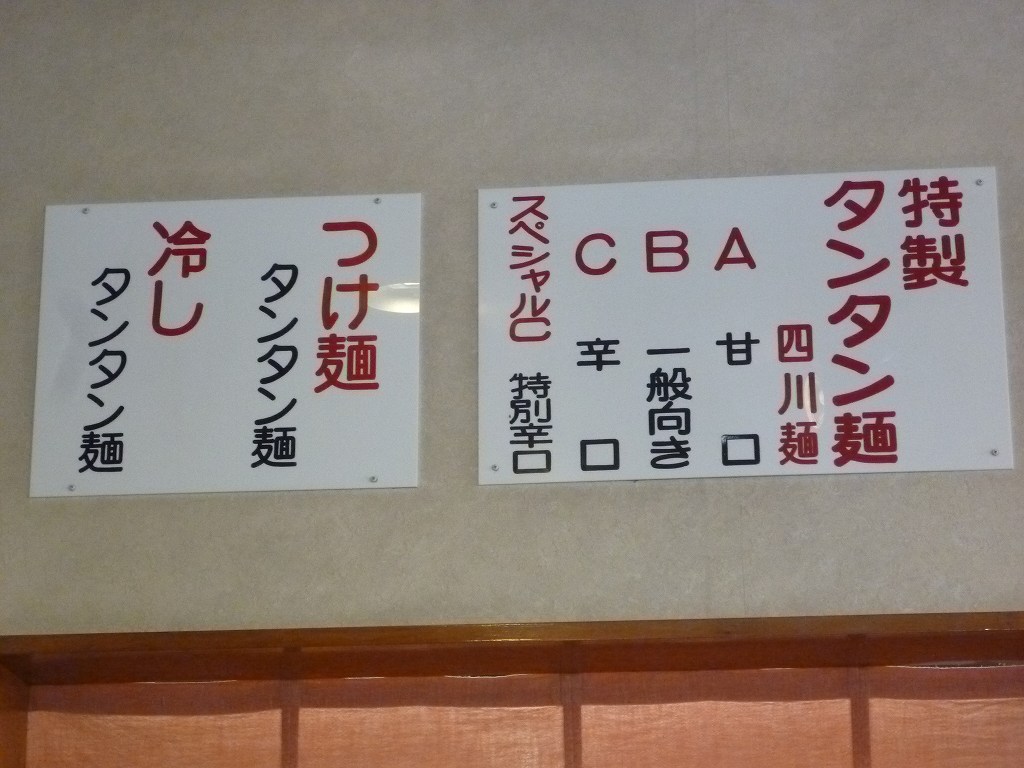 特製
タンタン麺
四川麺
A 甘口
B 一般向き
C 辛口
スペシャルC 特別辛口
つけ麺
タンタン麺
冷し
タンタン麺